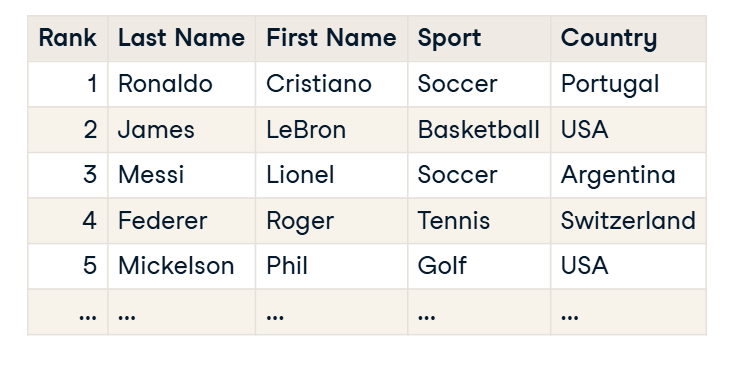 Rank Last Name First Name Sport Country
1 Ronaldo Cristiano Soccer Portugal
2 James LeBron Basketball USA
3 Messi Lionel Soccer Argentina
4 Federer Roger Tennis Switzerland
5 Mickelson Phil Golf USA
... ... ... ... ...